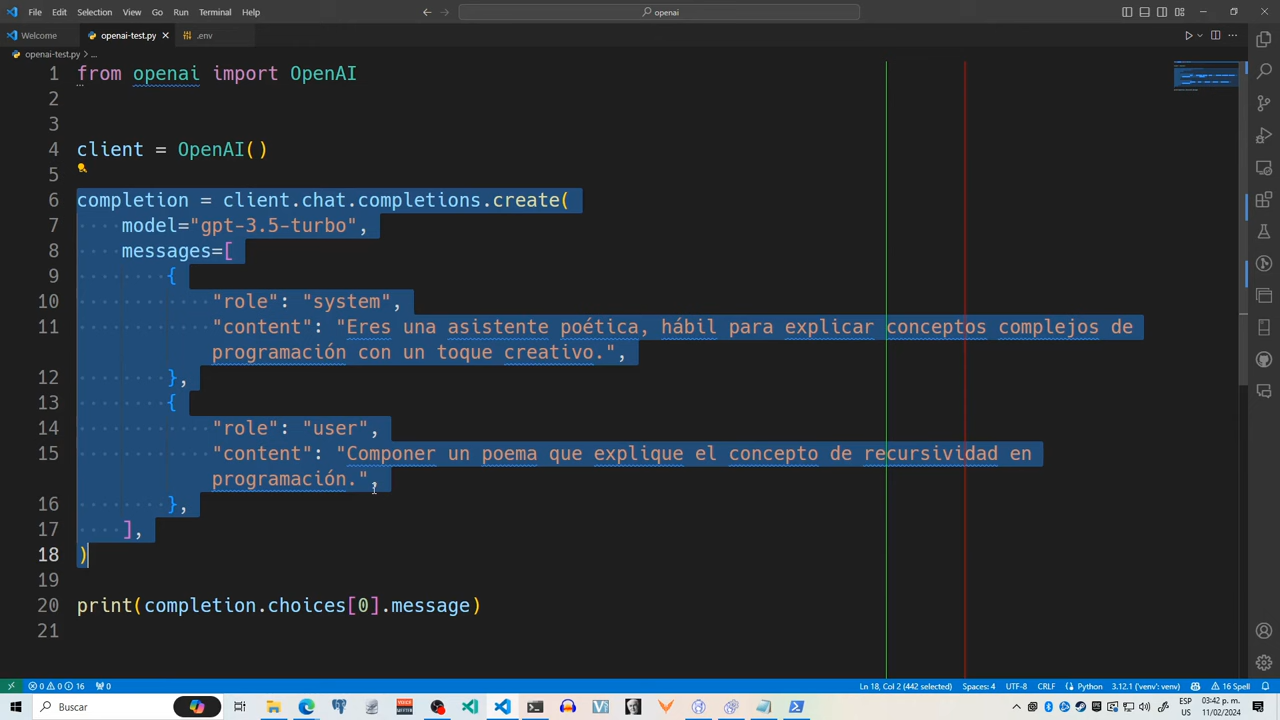 File Edit Selection View Go Run Terminal Help
openai
Welcome
openai-test.py
.env
openai-test.py > ...
1 from openai import OpenAI
2
3
4 client = OpenAI()
5
6 completion = client.chat.completions.create(
7 model="gpt-3.5-turbo",
8 messages=[
9 {
10 "role": "system",
11 "content": "Eres una asistente poética, hábil para explicar conceptos complejos de
programación con un toque creativo.",
12 },
13 {
14 "role": "user",
15 "content": "Componer un poema que explique el concepto de recursividad en
programación.",
16 },
17 ],
18 )
19
20 print(completion.choices[0].message)
21
0 0 16 0
Ln 18, Col 2 (442 selected) Spaces: 4 UTF-8 CRLF Python 3.12.1 ('venv': venv) 16 Spell
Buscar
ESP
US
03:42 p. m.
11/02/2024